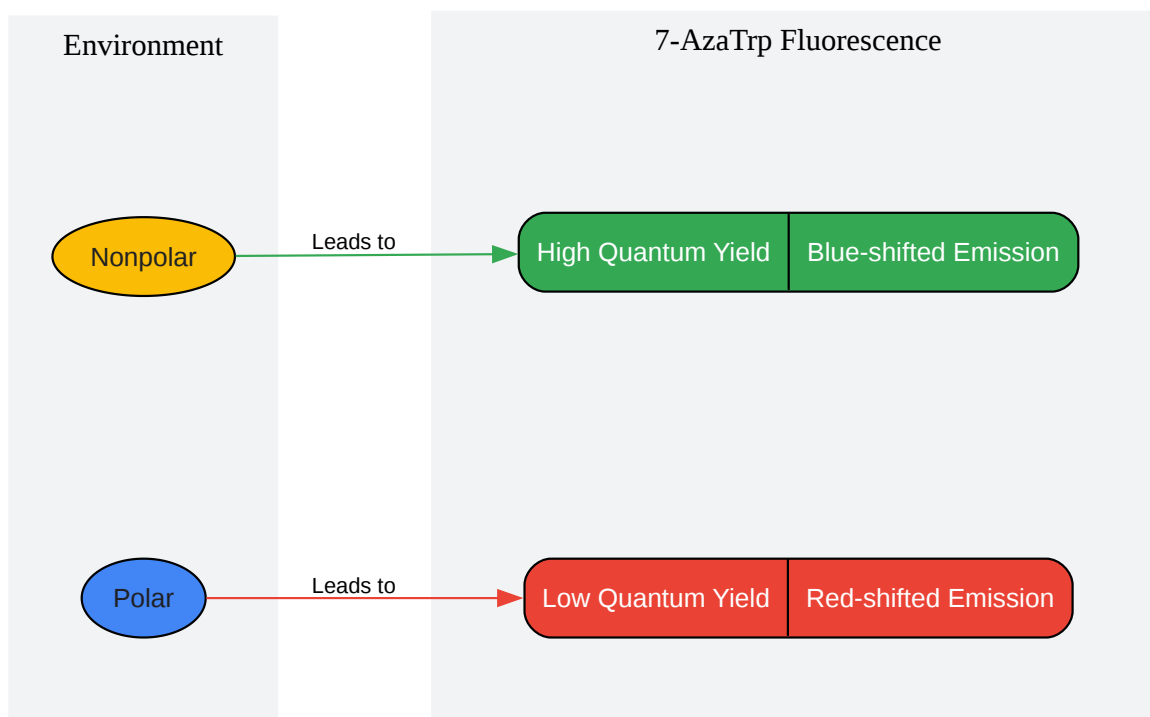 Environment
7-AzaTrp Fluorescence
Nonpolar
Leads to
High Quantum Yield
Blue-shifted Emission
Polar
Leads to
Low Quantum Yield
Red-shifted Emission